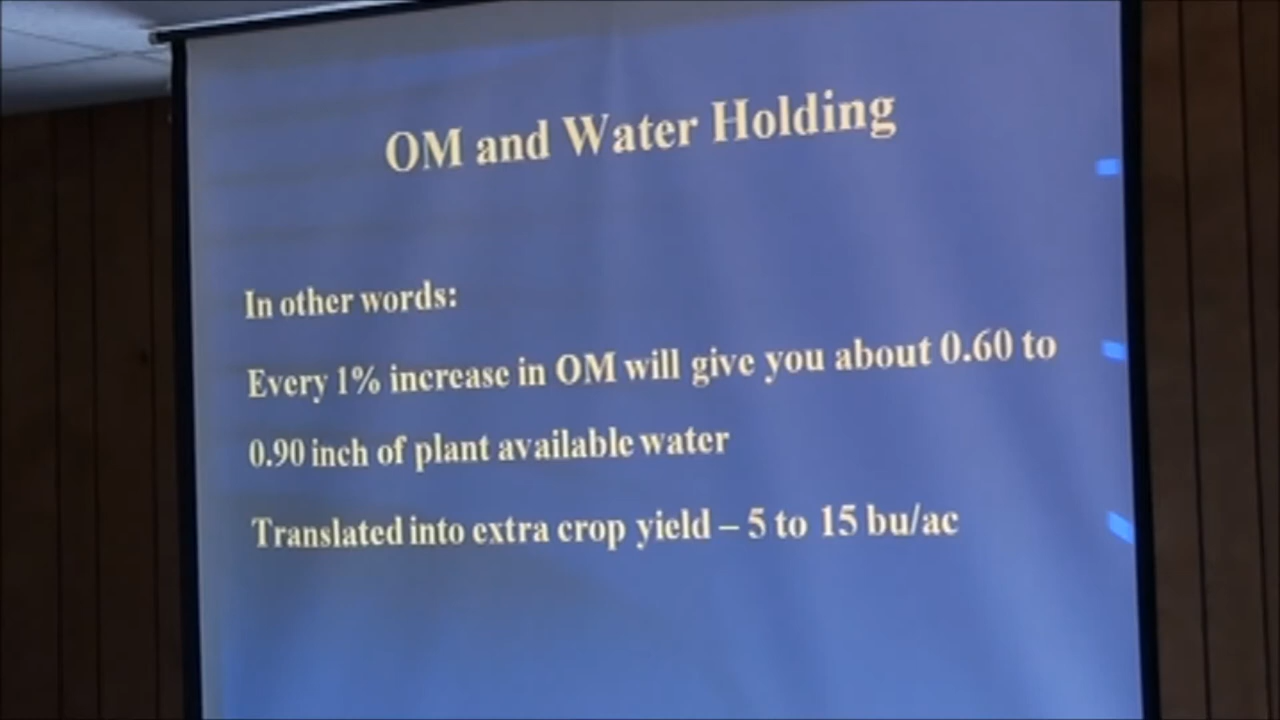 OM and Water Holding
In other words:
Every 1% increase in OM will give you about 0.60 to
0.90 inch of plant available water
Translated into extra crop yield – 5 to 15 bu/ac